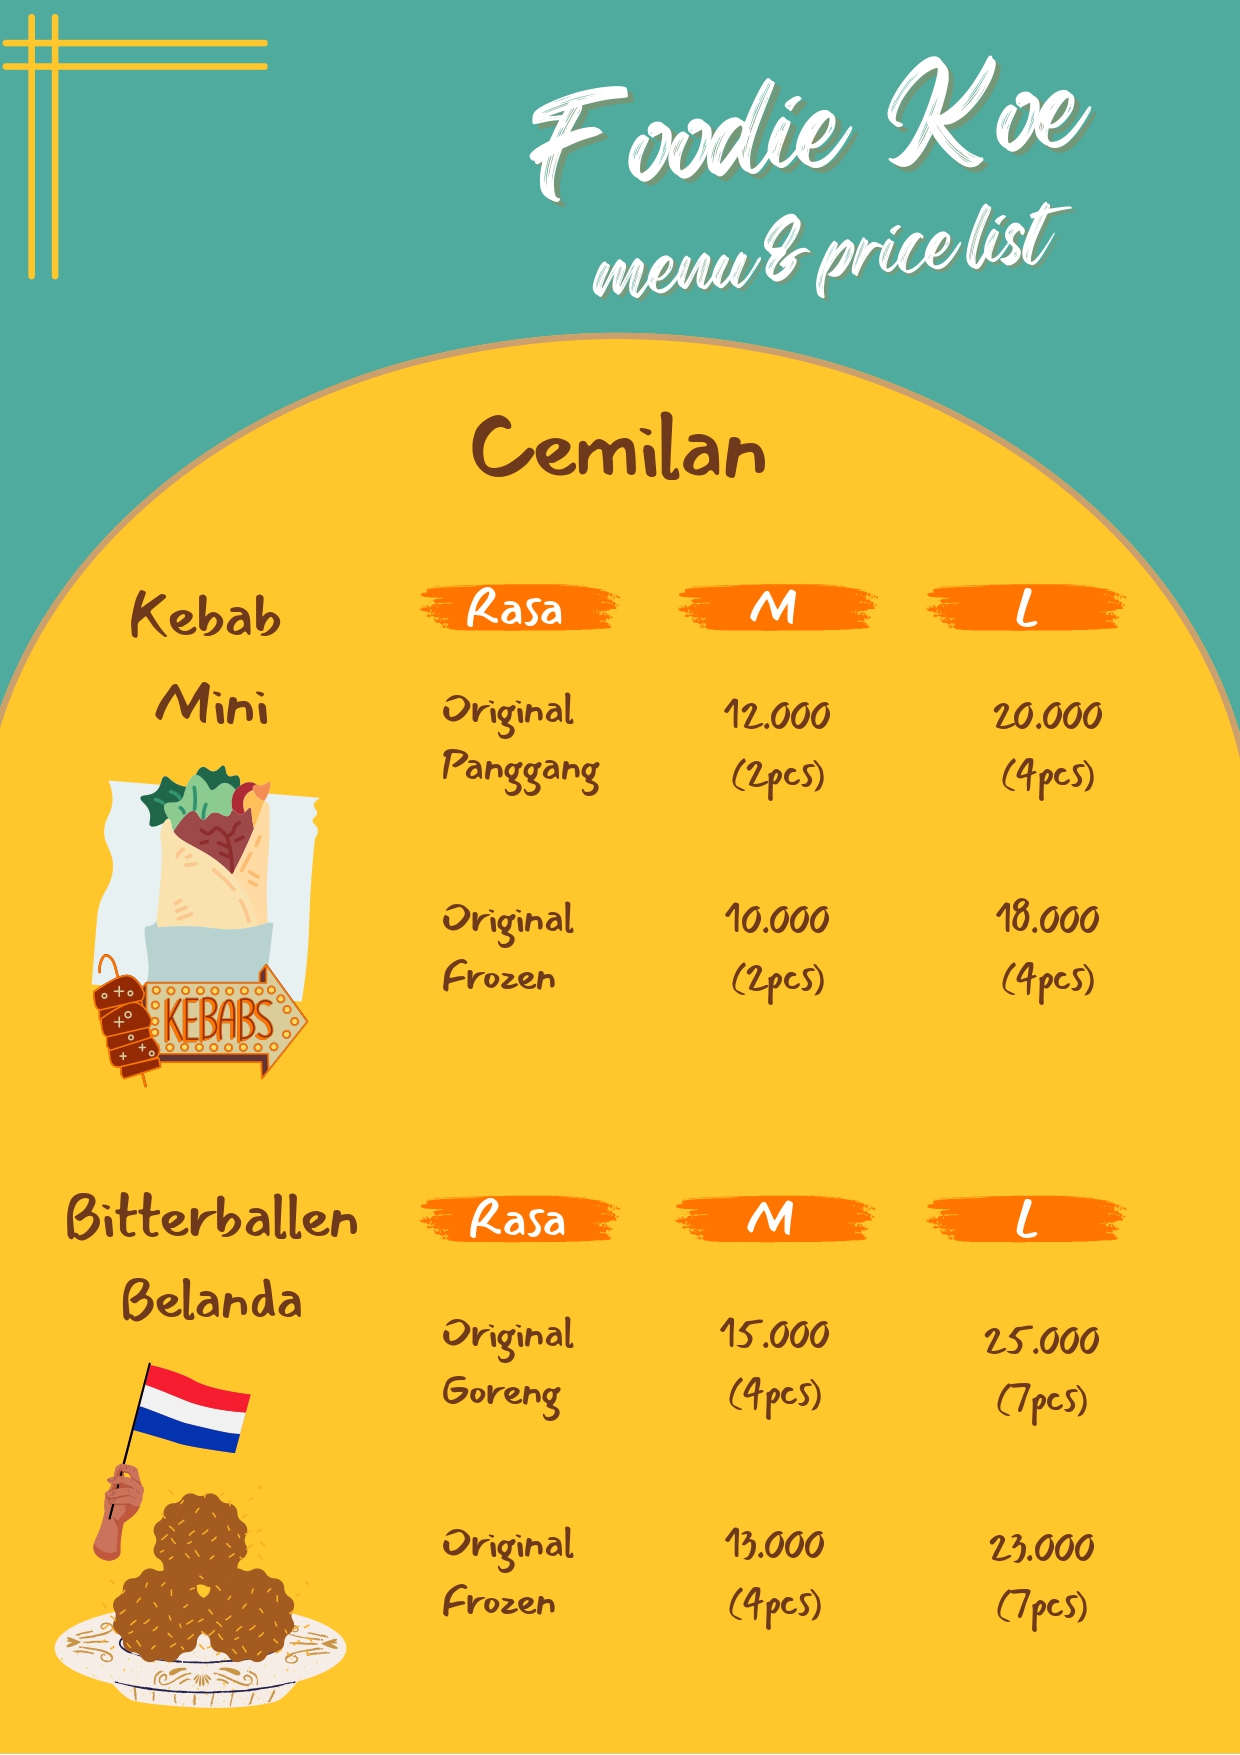 Foodie Koe
menu & price list
Cemilan
Kebab
Mini
Rasa M L
Original 12.000 20.000
Panggang (2pcs) (4pcs)
Original 10.000 18.000
Frozen (2pcs) (4pcs)
KEBABS
Bitterballen
Belanda
Rasa M L
Original 15.000 25.000
Goreng (4pcs) (7pcs)
Original 13.000 23.000
Frozen (4pcs) (7pcs)